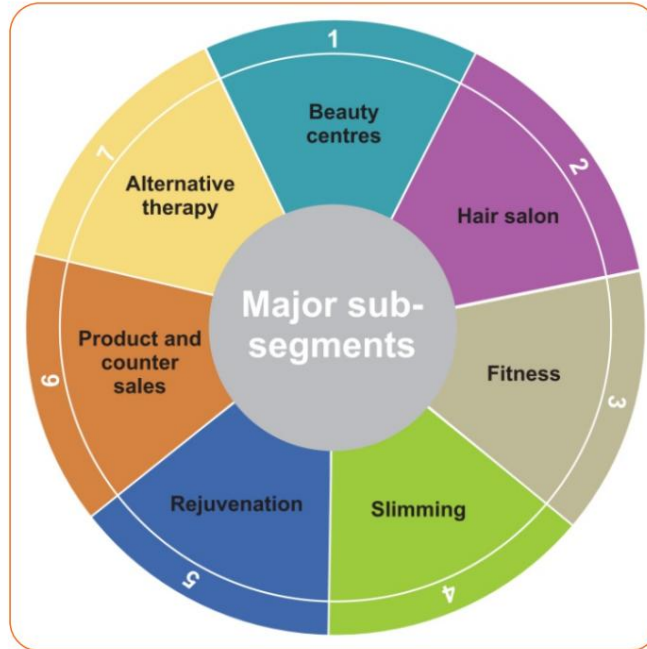 Major sub-
segments
1
Beauty
centres
2
Hair salon
3
Fitness
4
Slimming
5
Rejuvenation
6
Product and
counter
sales
7
Alternative
therapy